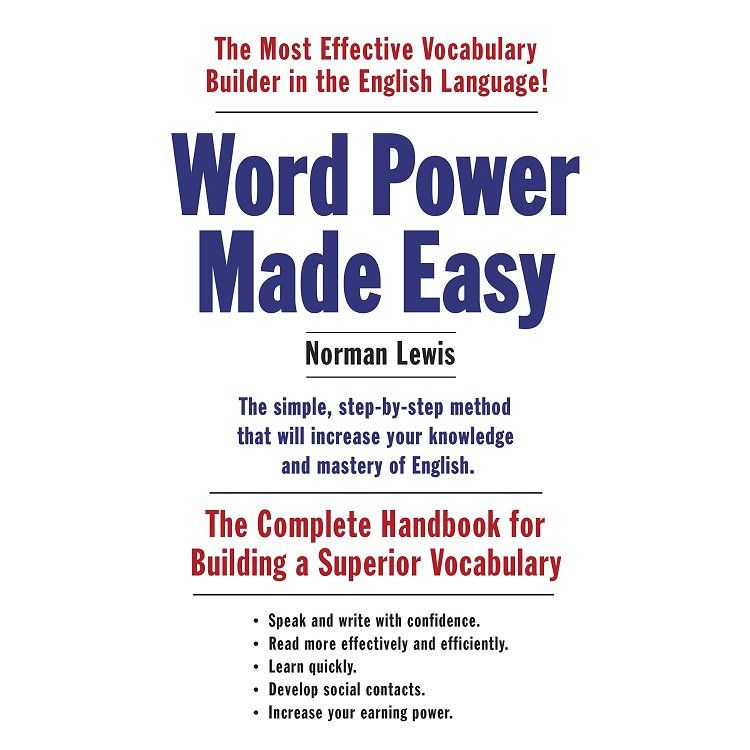 The Most Effective Vocabulary
Builder in the English Language!
Word Power
Made Easy
Norman Lewis
The simple, step-by-step method
that will increase your knowledge
and mastery of English.
The Complete Handbook for
Building a Superior Vocabulary
• Speak and write with confidence.
• Read more effectively and efficiently.
• Learn quickly.
• Develop social contacts.
• Increase your earning power.